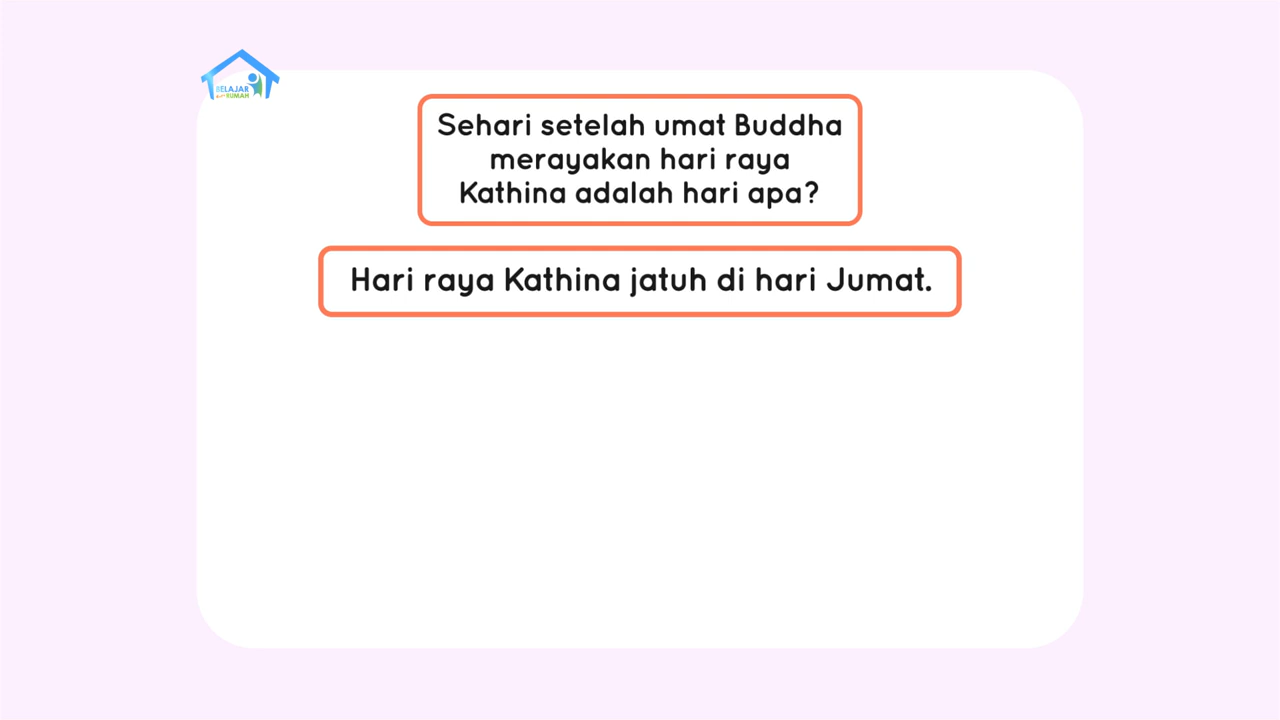 BELAJAR
dari RUMAH
Sehari setelah umat Buddha
merayakan hari raya
Kathina adalah hari apa?
Hari raya Kathina jatuh di hari Jumat.